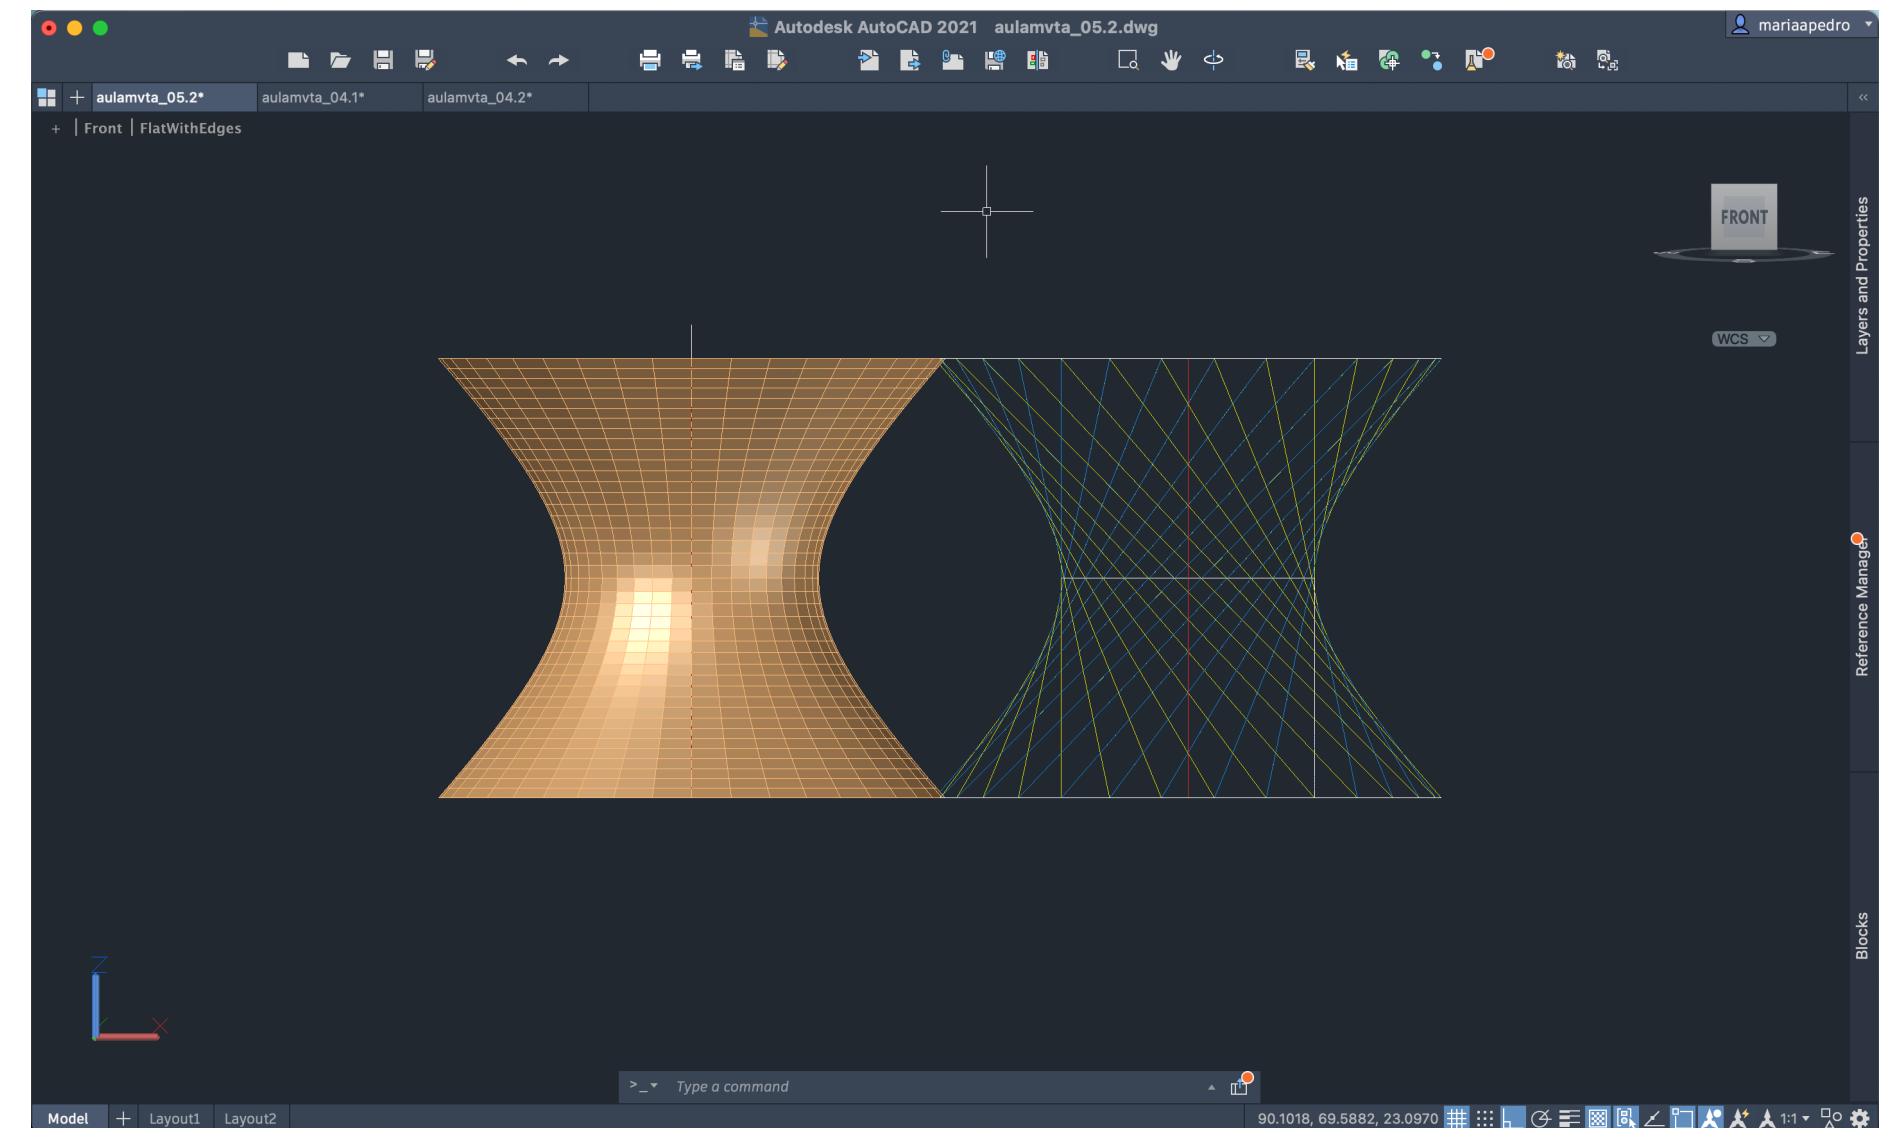 Autodesk AutoCAD 2021 aulamvta_05.2.dwg
mariaapedro
aulamvta_05.2*
aulamvta_04.1*
aulamvta_04.2*
+ | Front | FlatWithEdges
FRONT
WCS
Layers and Properties
Reference Manager
Blocks
Z
X
>_ Type a command
Model
Layout1
Layout2
90.1018, 69.5882, 23.0970
1:1